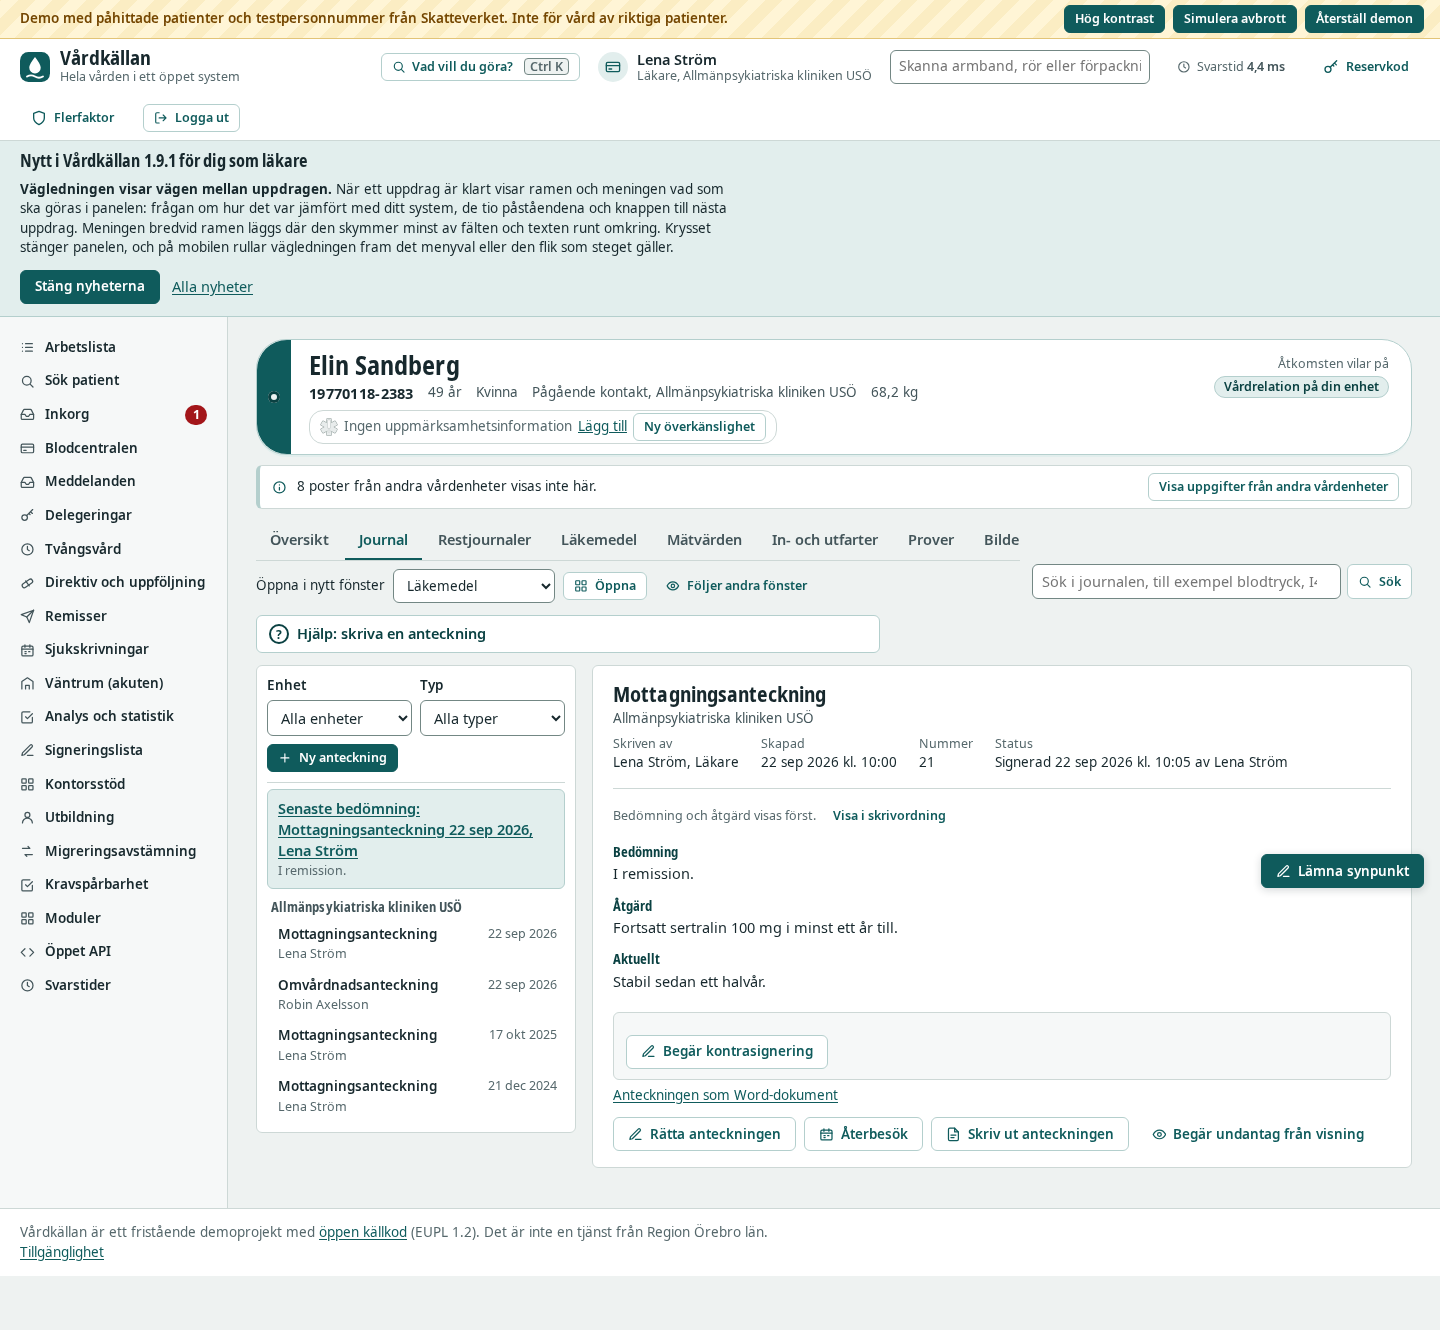 Demo med påhittade patienter och testpersonnummer från Skatteverket. Inte för vård av riktiga patienter.
Hög kontrast
Simulera avbrott
Återställ demon
Vårdkällan
Hela vården i ett öppet system
Vad vill du göra? Ctrl K
Lena Ström
Läkare, Allmänpsykiatriska kliniken USÖ
Skanna armband, rör eller förpackni
Svarstid 4,4 ms
Reservkod
Flerfaktor
Logga ut
Nytt i Vårdkällan 1.9.1 för dig som läkare
Vägledningen visar vägen mellan uppdragen. När ett uppdrag är klart visar ramen och meningen vad som
ska göras i panelen: frågan om hur det var jämfört med ditt system, de tio påståendena och knappen till nästa
uppdrag. Meningen bredvid ramen läggs där den skymmer minst av fälten och texten runt omkring. Krysset
stänger panelen, och på mobilen rullar vägledningen fram det menyval eller den flik som steget gäller.
Stäng nyheterna
Alla nyheter
Arbetslista
Sök patient
Inkorg 1
Blodcentralen
Meddelanden
Delegeringar
Tvångsvård
Direktiv och uppföljning
Remisser
Sjukskrivningar
Väntrum (akuten)
Analys och statistik
Signeringslista
Kontorsstöd
Utbildning
Migreringsavstämning
Kravspårbarhet
Moduler
Öppet API
Svarstider
Elin Sandberg
19770118-2383 49 år Kvinna Pågående kontakt, Allmänpsykiatriska kliniken USÖ 68,2 kg
Ingen uppmärksamhetsinformation Lägg till Ny överkänslighet
Åtkomsten vilar på
Vårdrelation på din enhet
8 poster från andra vårdenheter visas inte här.
Visa uppgifter från andra vårdenheter
Översikt Journal Restjournaler Läkemedel Mätvärden In- och utfarter Prover Bilde
Öppna i nytt fönster Läkemedel Öppna Följer andra fönster
Sök i journalen, till exempel blodtryck, I4 Sök
? Hjälp: skriva en anteckning
Enhet Typ
Alla enheter Alla typer
Ny anteckning
Senaste bedömning:
Mottagningsanteckning 22 sep 2026,
Lena Ström
I remission.
Allmänpsykiatriska kliniken USÖ
Mottagningsanteckning 22 sep 2026
Lena Ström
Omvårdnadsanteckning 22 sep 2026
Robin Axelsson
Mottagningsanteckning 17 okt 2025
Lena Ström
Mottagningsanteckning 21 dec 2024
Lena Ström
Mottagningsanteckning
Allmänpsykiatriska kliniken USÖ
Skriven av Skapad Nummer Status
Lena Ström, Läkare 22 sep 2026 kl. 10:00 21 Signerad 22 sep 2026 kl. 10:05 av Lena Ström
Bedömning och åtgärd visas först. Visa i skrivordning
Bedömning
I remission.
Åtgärd
Fortsatt sertralin 100 mg i minst ett år till.
Aktuellt
Stabil sedan ett halvår.
Lämna synpunkt
Begär kontrasignering
Anteckningen som Word-dokument
Rätta anteckningen Återbesök Skriv ut anteckningen Begär undantag från visning
Vårdkällan är ett fristående demoprojekt med öppen källkod (EUPL 1.2). Det är inte en tjänst från Region Örebro län.
Tillgänglighet